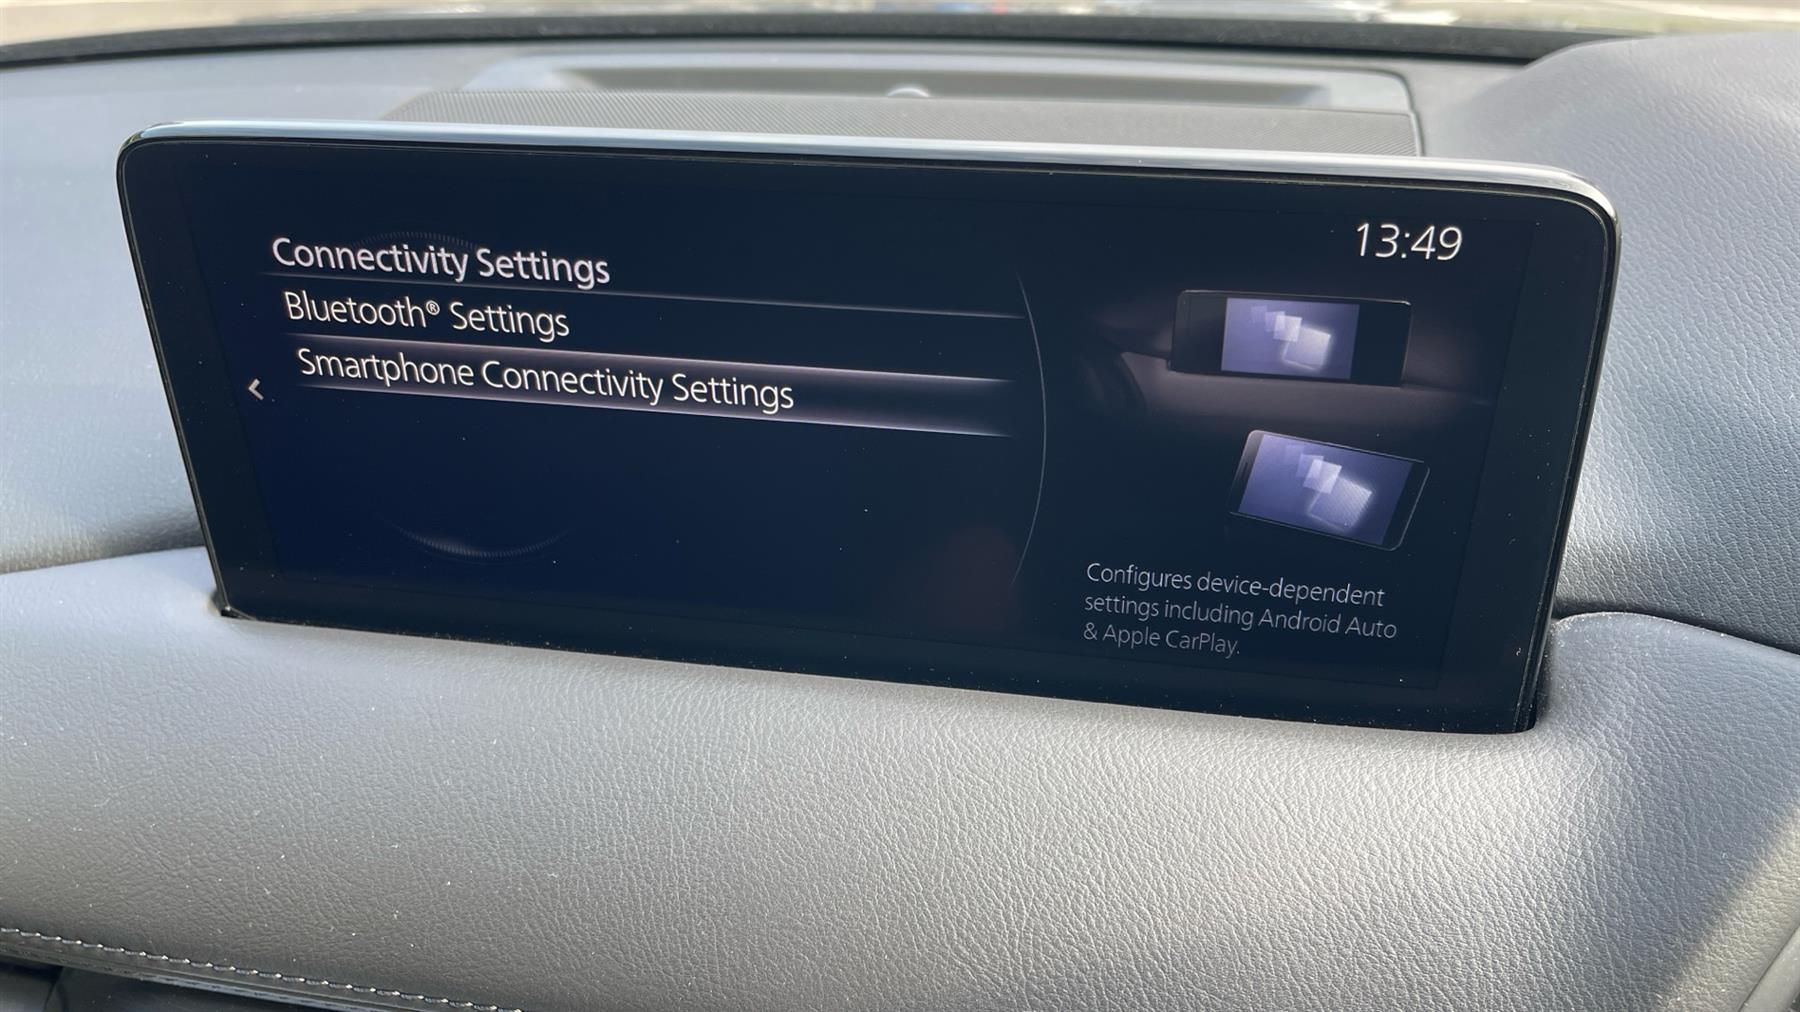 13:49
Connectivity Settings
Bluetooth® Settings
Smartphone Connectivity Settings
Configures device-dependent
settings including Android Auto
& Apple CarPlay.